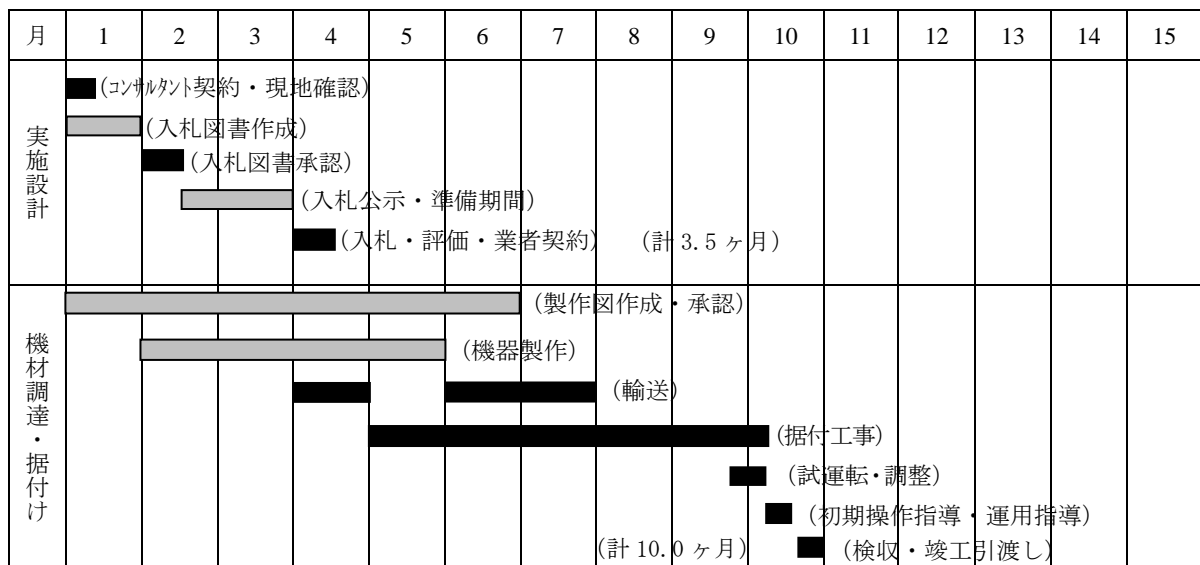 月 1 2 3 4 5 6 7 8 9 10 11 12 13 14 15
実施設計
(ｺﾝｻﾙﾀﾝﾄ契約・現地確認)
(入札図書作成)
(入札図書承認)
(入札公示・準備期間)
(入札・評価・業者契約) (計 3.5 ヶ月)
機材調達・据付け
(製作図作成・承認)
(機器製作)
(輸送)
(据付工事)
(試運転・調整)
(初期操作指導・運用指導)
(計 10.0 ヶ月) (検収・竣工引渡し)